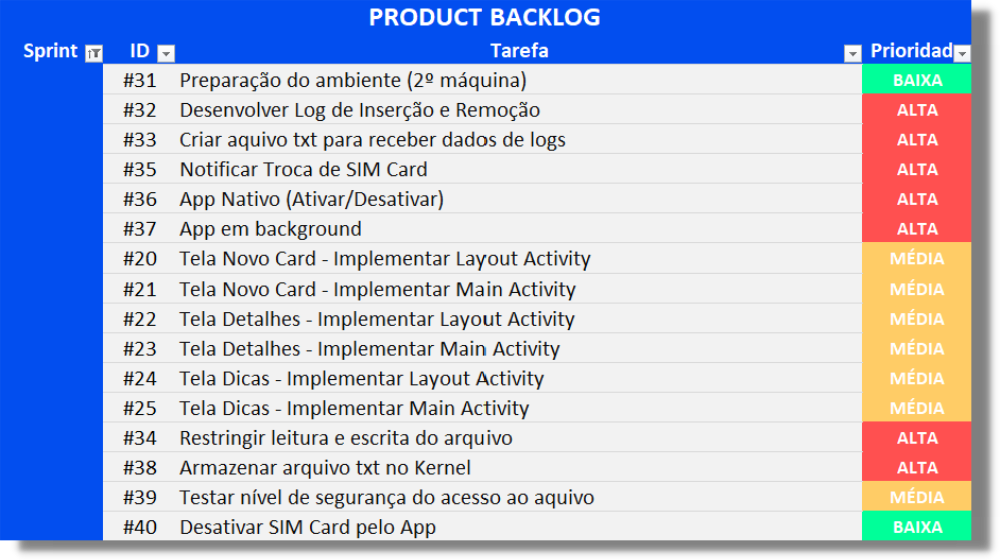 PRODUCT BACKLOG
Sprint ID Tarefa Prioridad
#31 Preparação do ambiente (2º máquina) BAIXA
#32 Desenvolver Log de Inserção e Remoção ALTA
#33 Criar aquivo txt para receber dados de logs ALTA
#35 Notificar Troca de SIM Card ALTA
#36 App Nativo (Ativar/Desativar) ALTA
#37 App em background ALTA
#20 Tela Novo Card - Implementar Layout Activity MÉDIA
#21 Tela Novo Card - Implementar Main Activity MÉDIA
#22 Tela Detalhes - Implementar Layout Activity MÉDIA
#23 Tela Detalhes - Implementar Main Activity MÉDIA
#24 Tela Dicas - Implementar Layout Activity MÉDIA
#25 Tela Dicas - Implementar Main Activity MÉDIA
#34 Restringir leitura e escrita do arquivo ALTA
#38 Armazenar arquivo txt no Kernel ALTA
#39 Testar nível de segurança do acesso ao aquivo MÉDIA
#40 Desativar SIM Card pelo App BAIXA